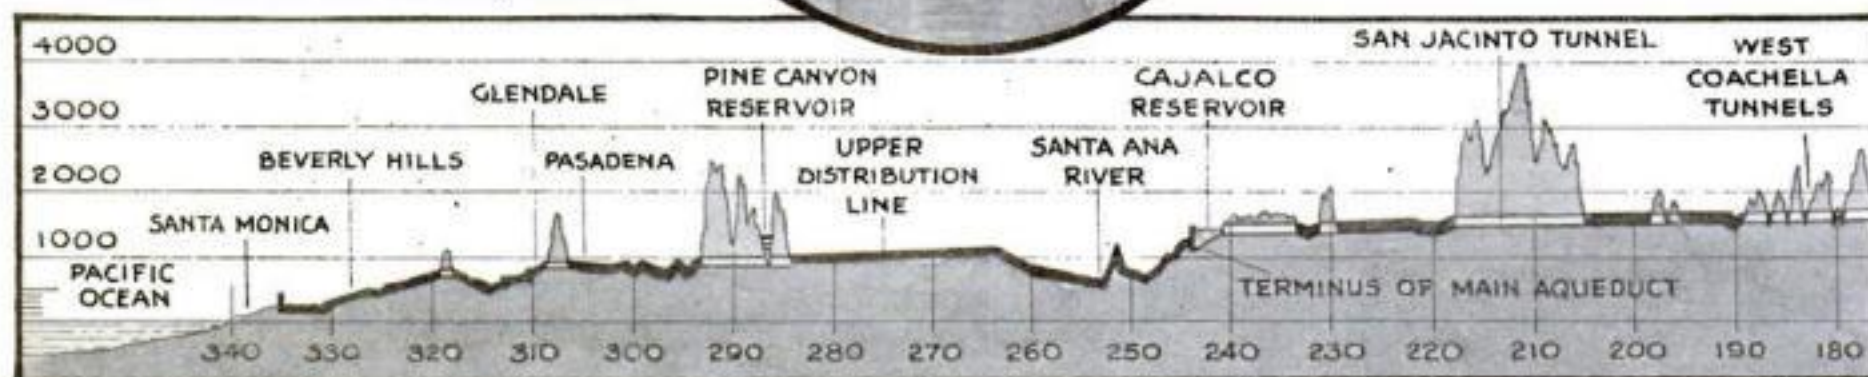 4000
3000
2000
1000
PACIFIC
OCEAN
SANTA MONICA
BEVERLY HILLS
GLENDALE
PASADENA
PINE CANYON
RESERVOIR
UPPER
DISTRIBUTION
LINE
SANTA ANA
RIVER
CAJALCO
RESERVOIR
SAN JACINTO TUNNEL
WEST
COACHELLA
TUNNELS
TERMINUS OF MAIN AQUEDUCT
340 330 320 310 300 290 280 270 260 250 240 230 220 210 200 190 180